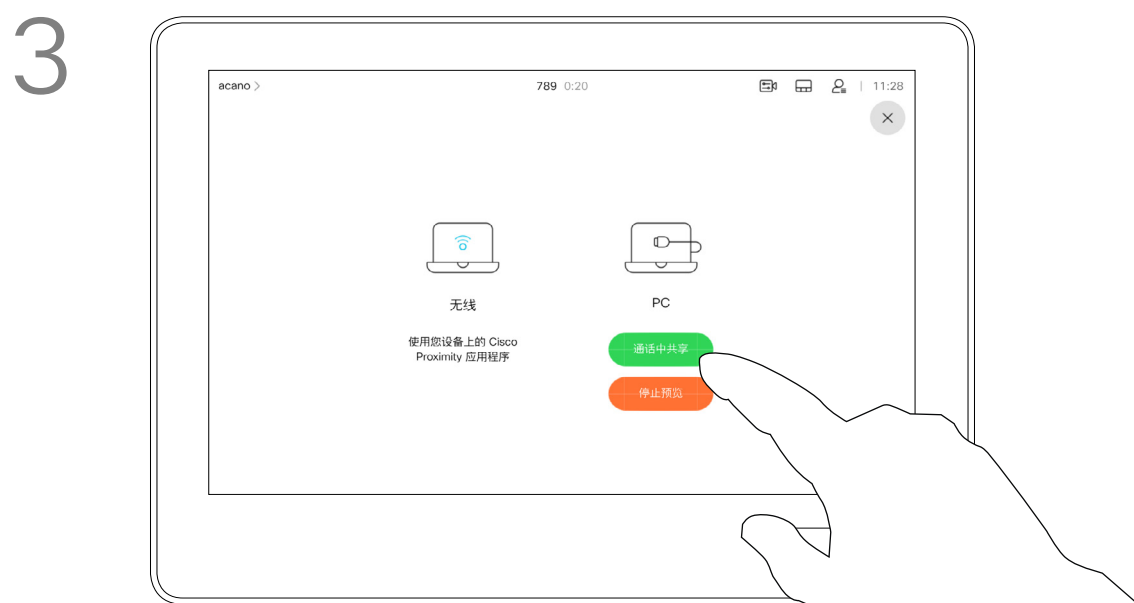 3
acano >
789 0:20
11:28
无线
PC
使用您设备上的 Cisco
Proximity 应用程序
通话中共享
停止预览